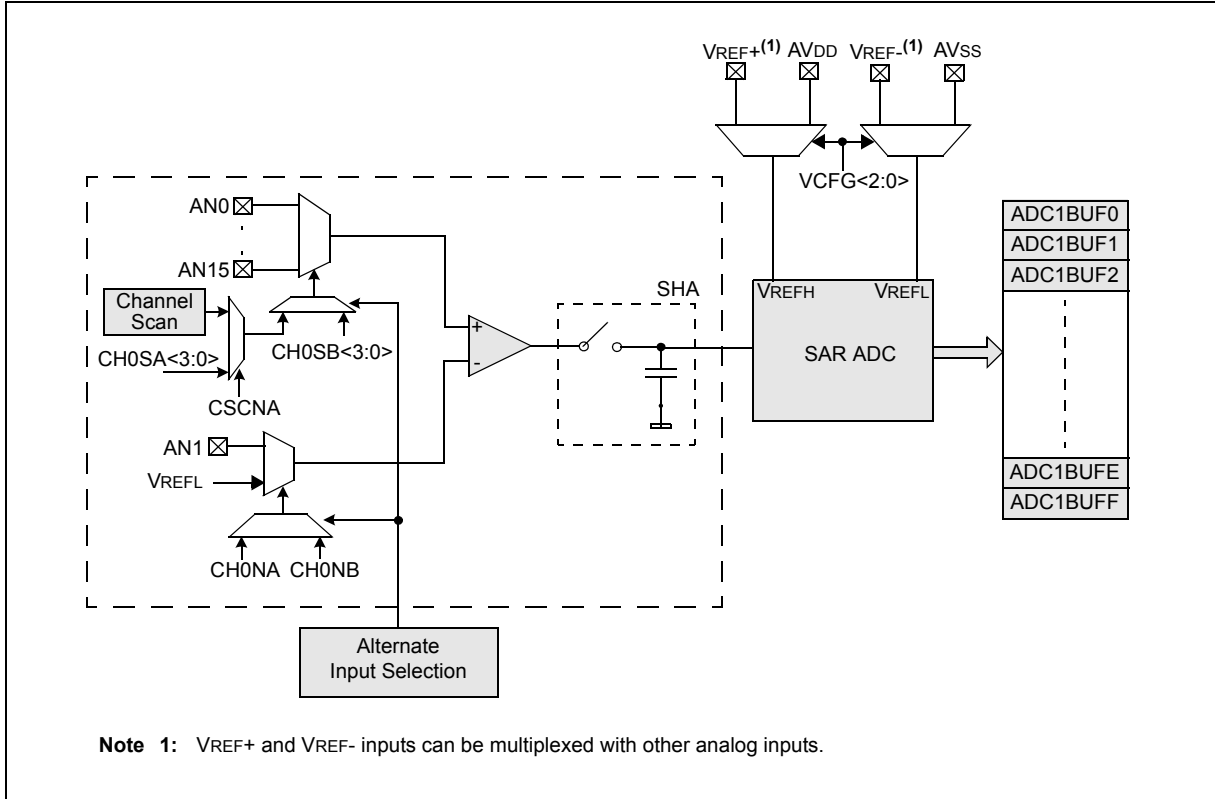 VREF+(1) AVDD VREF-(1) AVSS
VCFG<2:0>
AN0
AN15
Channel
Scan
CH0SA<3:0>
CH0SB<3:0>
CSCNA
AN1
VREFL
CH0NA CH0NB
+
-
SHA
VREFH VREFL
SAR ADC
ADC1BUF0
ADC1BUF1
ADC1BUF2
ADC1BUFE
ADC1BUFF
Alternate
Input Selection
Note 1: VREF+ and VREF- inputs can be multiplexed with other analog inputs.